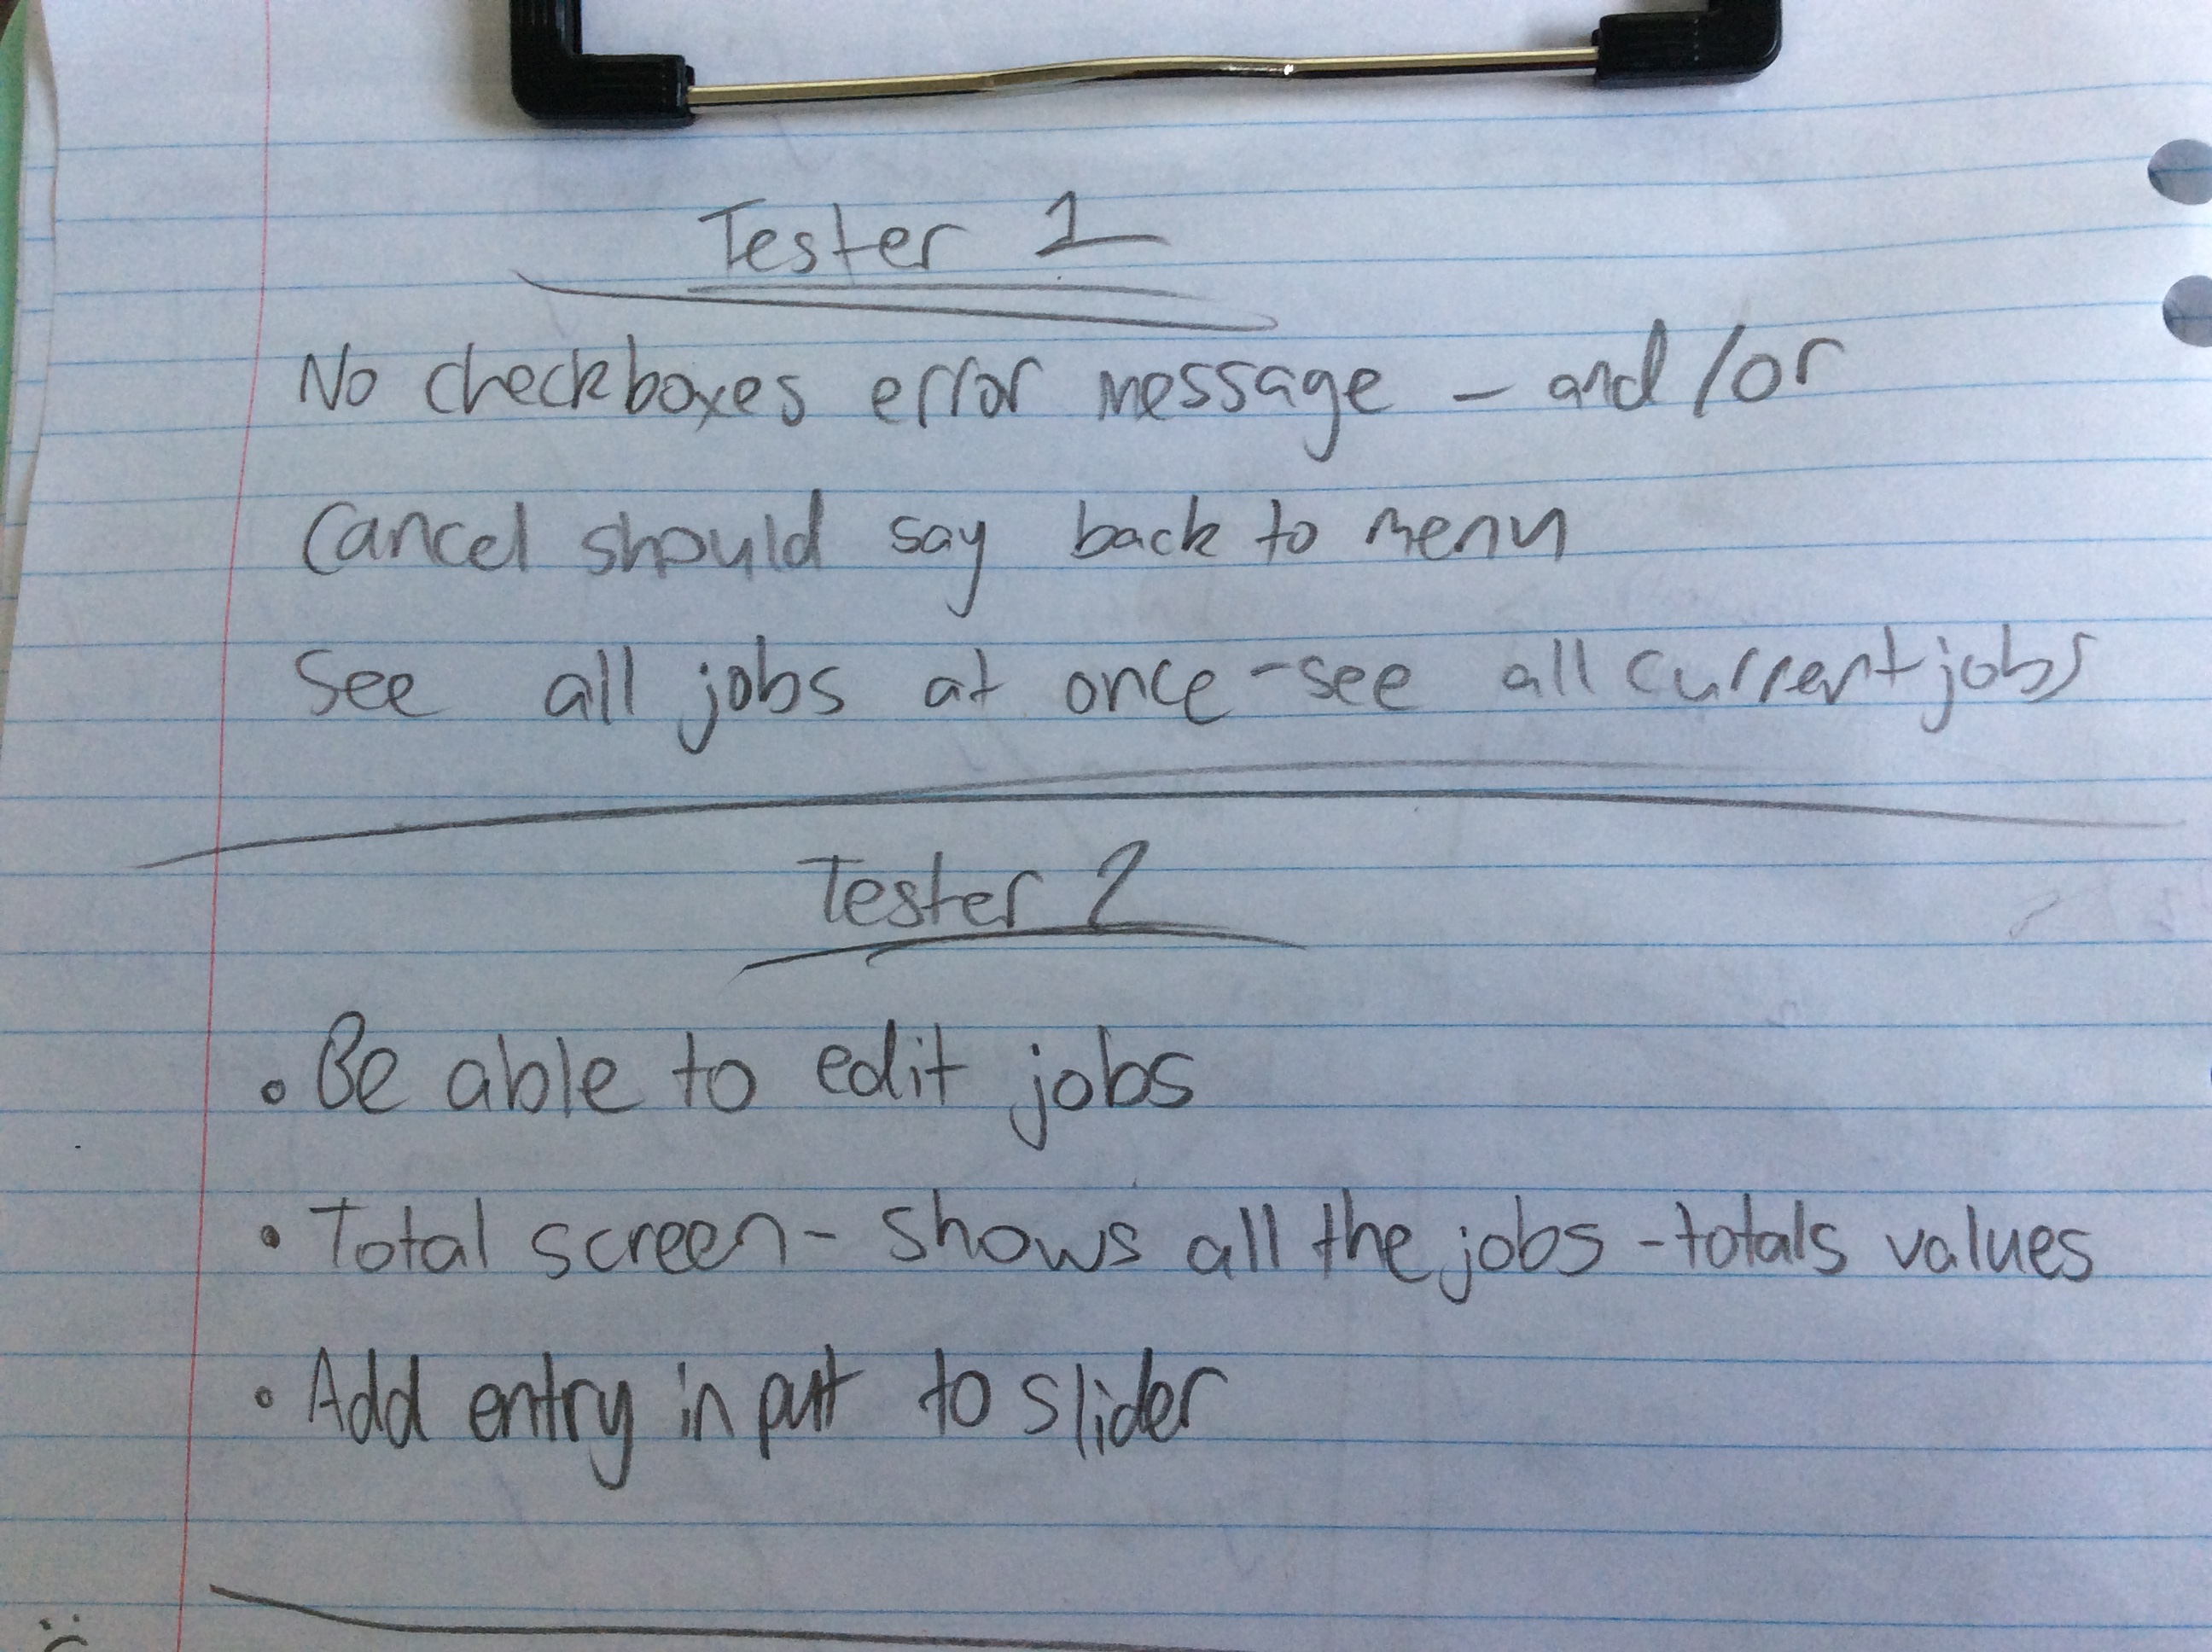 Tester 1
No checkboxes error message - and/or
Cancel should say back to menu
See all jobs at once - see all current jobs
Tester 2
• Be able to edit jobs
• Total screen - shows all the jobs - totals values
• Add entry input to slider